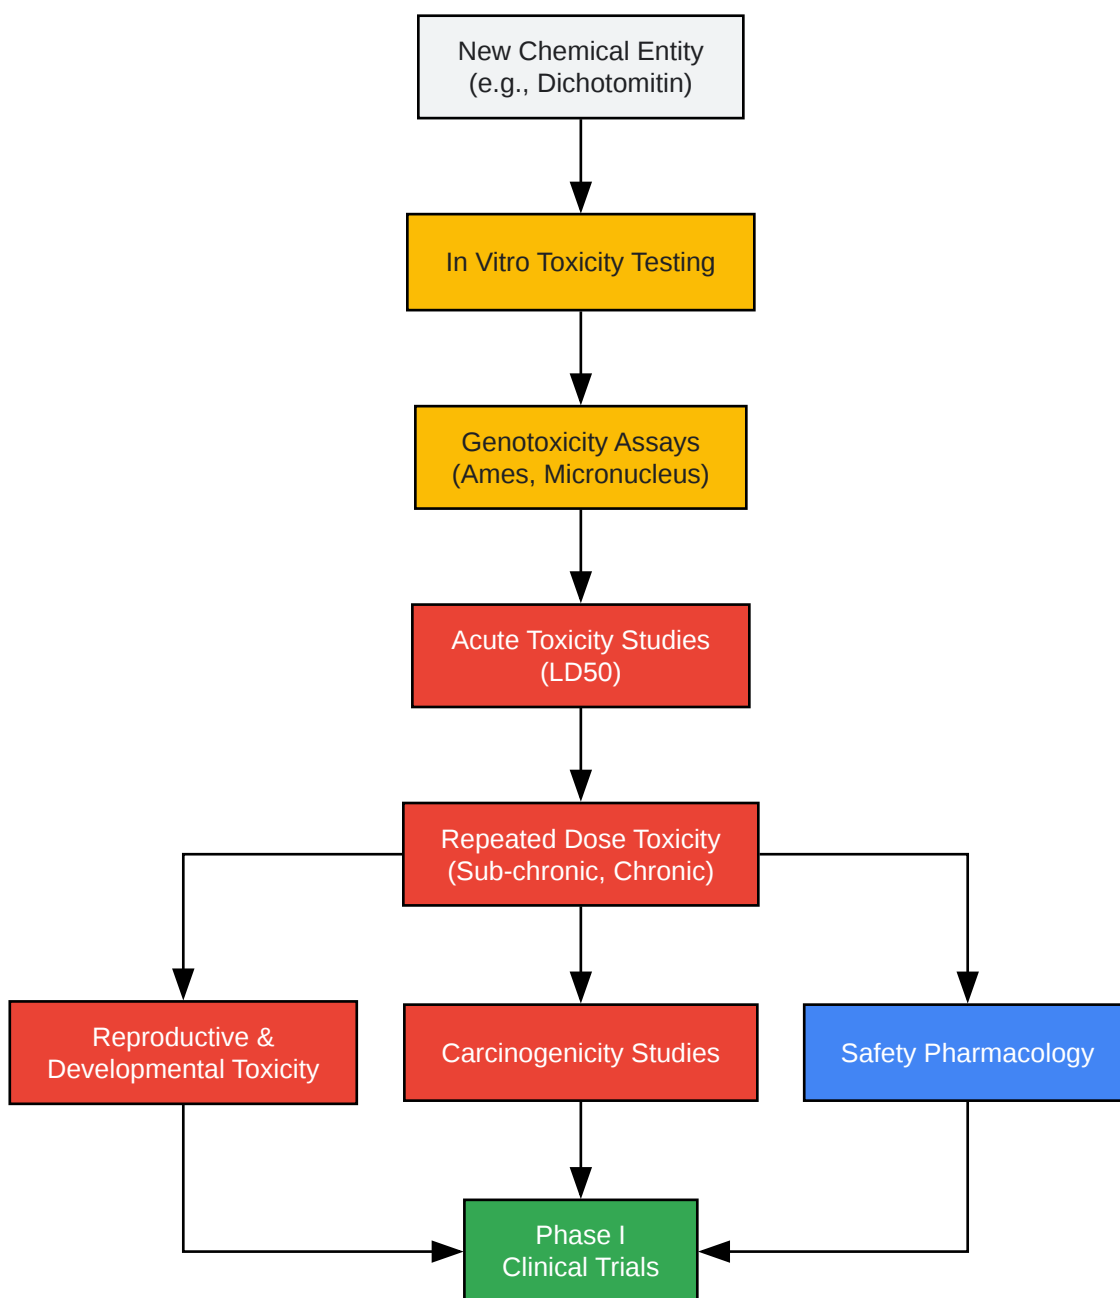 New Chemical Entity
(e.g., Dichotomitin)
In Vitro Toxicity Testing
Genotoxicity Assays
(Ames, Micronucleus)
Acute Toxicity Studies
(LD50)
Repeated Dose Toxicity
(Sub-chronic, Chronic)
Reproductive &
Developmental Toxicity
Carcinogenicity Studies
Safety Pharmacology
Phase I
Clinical Trials